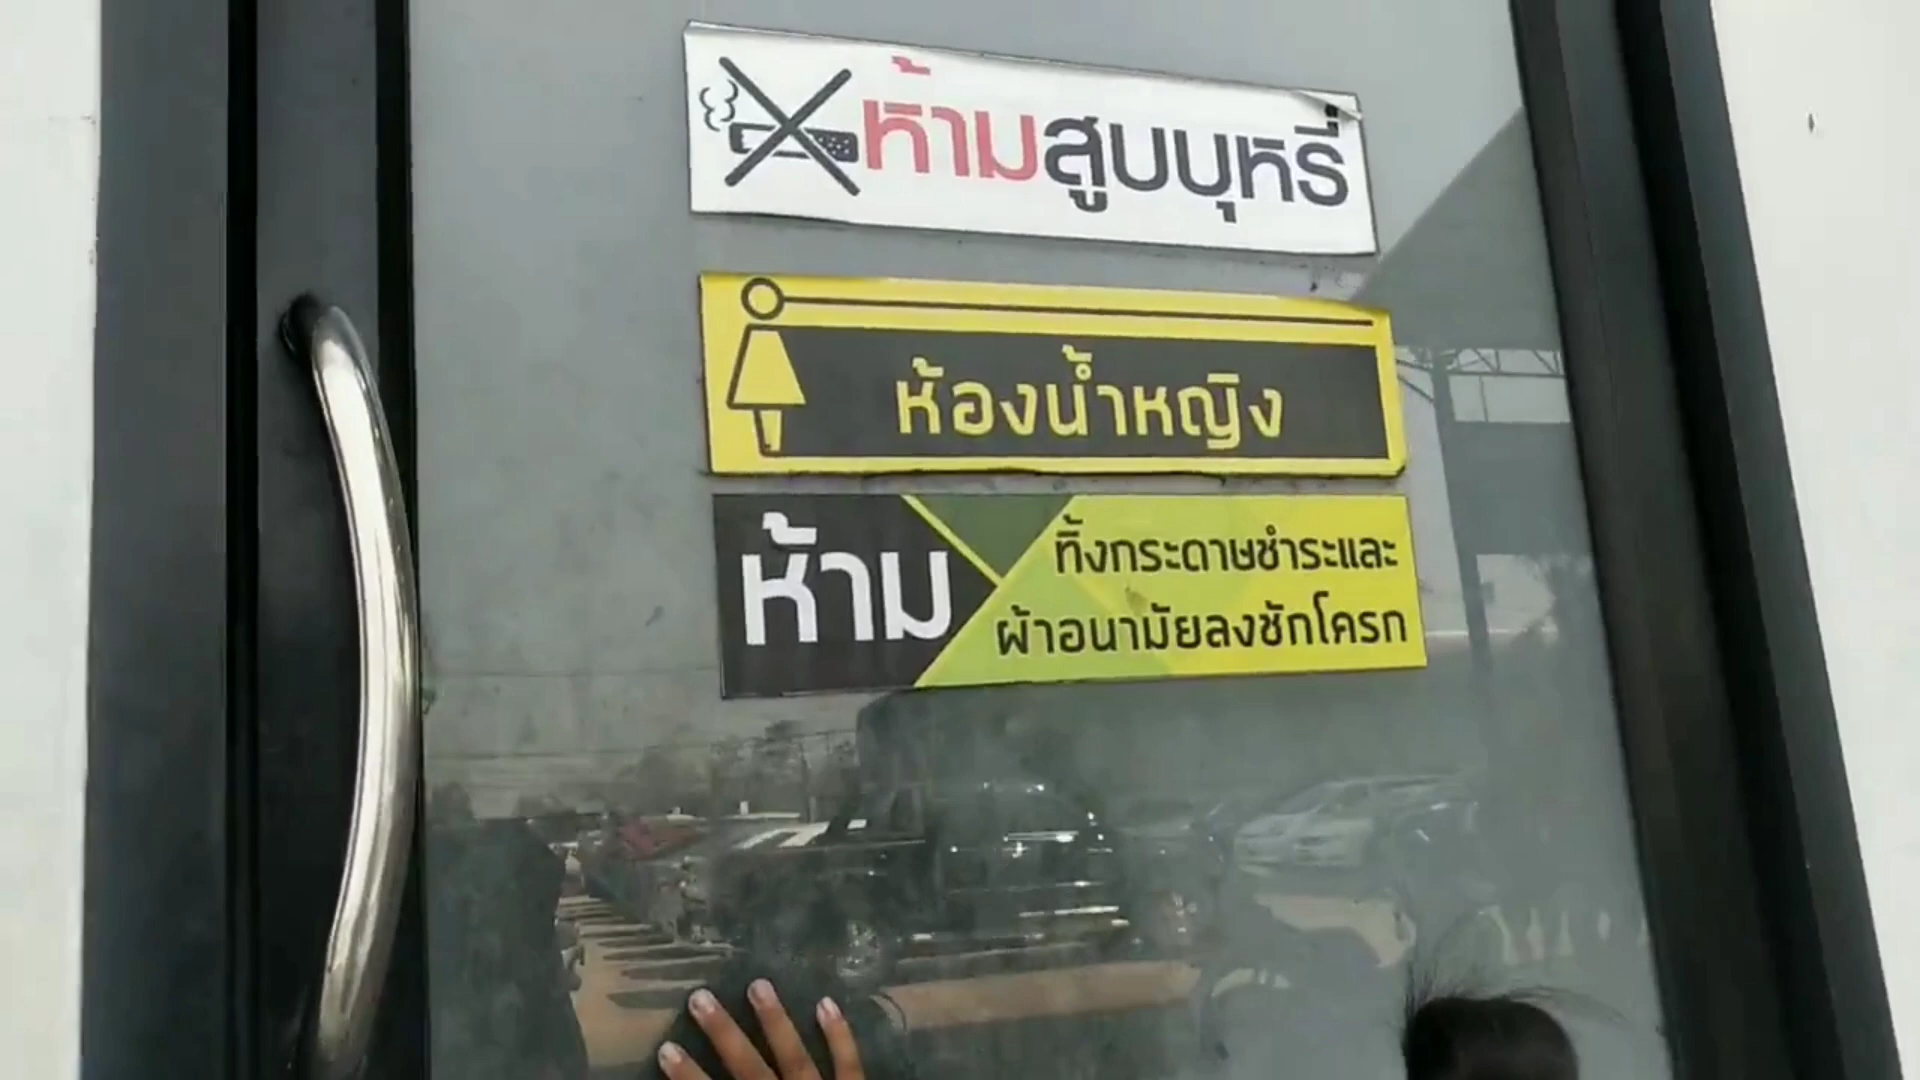 ห้ามสูบบุหรี่
ห้องน้ำหญิง
ห้าม
ทิ้งกระดาษชำระและ
ผ้าอนามัยลงชักโครก